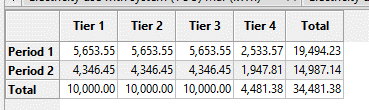 Tier 1 Tier 2 Tier 3 Tier 4 Total
Period 1 5,653.55 5,653.55 5,653.55 2,533.57 19,494.23
Period 2 4,346.45 4,346.45 4,346.45 1,947.81 14,987.14
Total 10,000.00 10,000.00 10,000.00 4,481.38 34,481.38